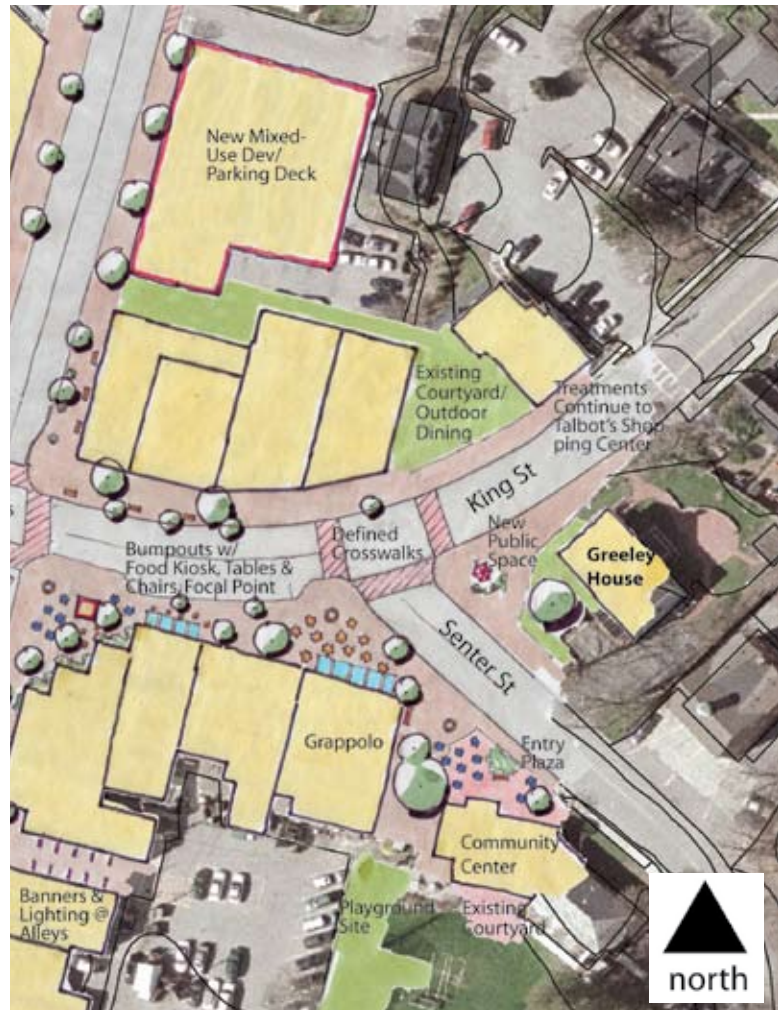 New Mixed-
Use Dev/
Parking Deck
Existing
Courtyard/
Outdoor
Dining
Treatments
Continue to
Talbot's Shop
ping Center
King St
Defined
Crosswalks
New
Public
Space
Greeley
House
Bumpouts w/
Food Kiosk, Tables &
Chairs, Focal Point
Senter St
Grappolo
Entry
Plaza
Community
Center
Banners &
Lighting @
Alleys
Playground
Site
Existing
Courtyard
north